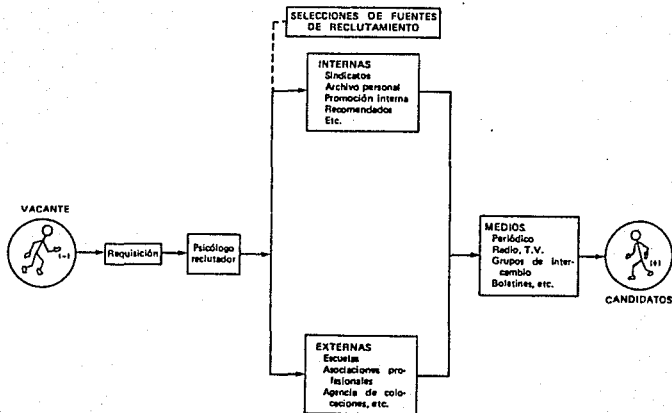 SELECCIONES DE FUENTES
DE RECLUTAMIENTO
INTERNAS
Sindicatos
Archivo personal
Promoción interna
Recomendados
Etc.
VACANTE
(-)
Requisición
Psicólogo
reclutador
MEDIOS
Periódico
Radio, T.V.
Grupos de inter-
cambio
Boletines, etc.
(+)
CANDIDATOS
EXTERNAS
Escuelas
Asociaciones pro-
fesionales
Agencia de colo-
caciones, etc.